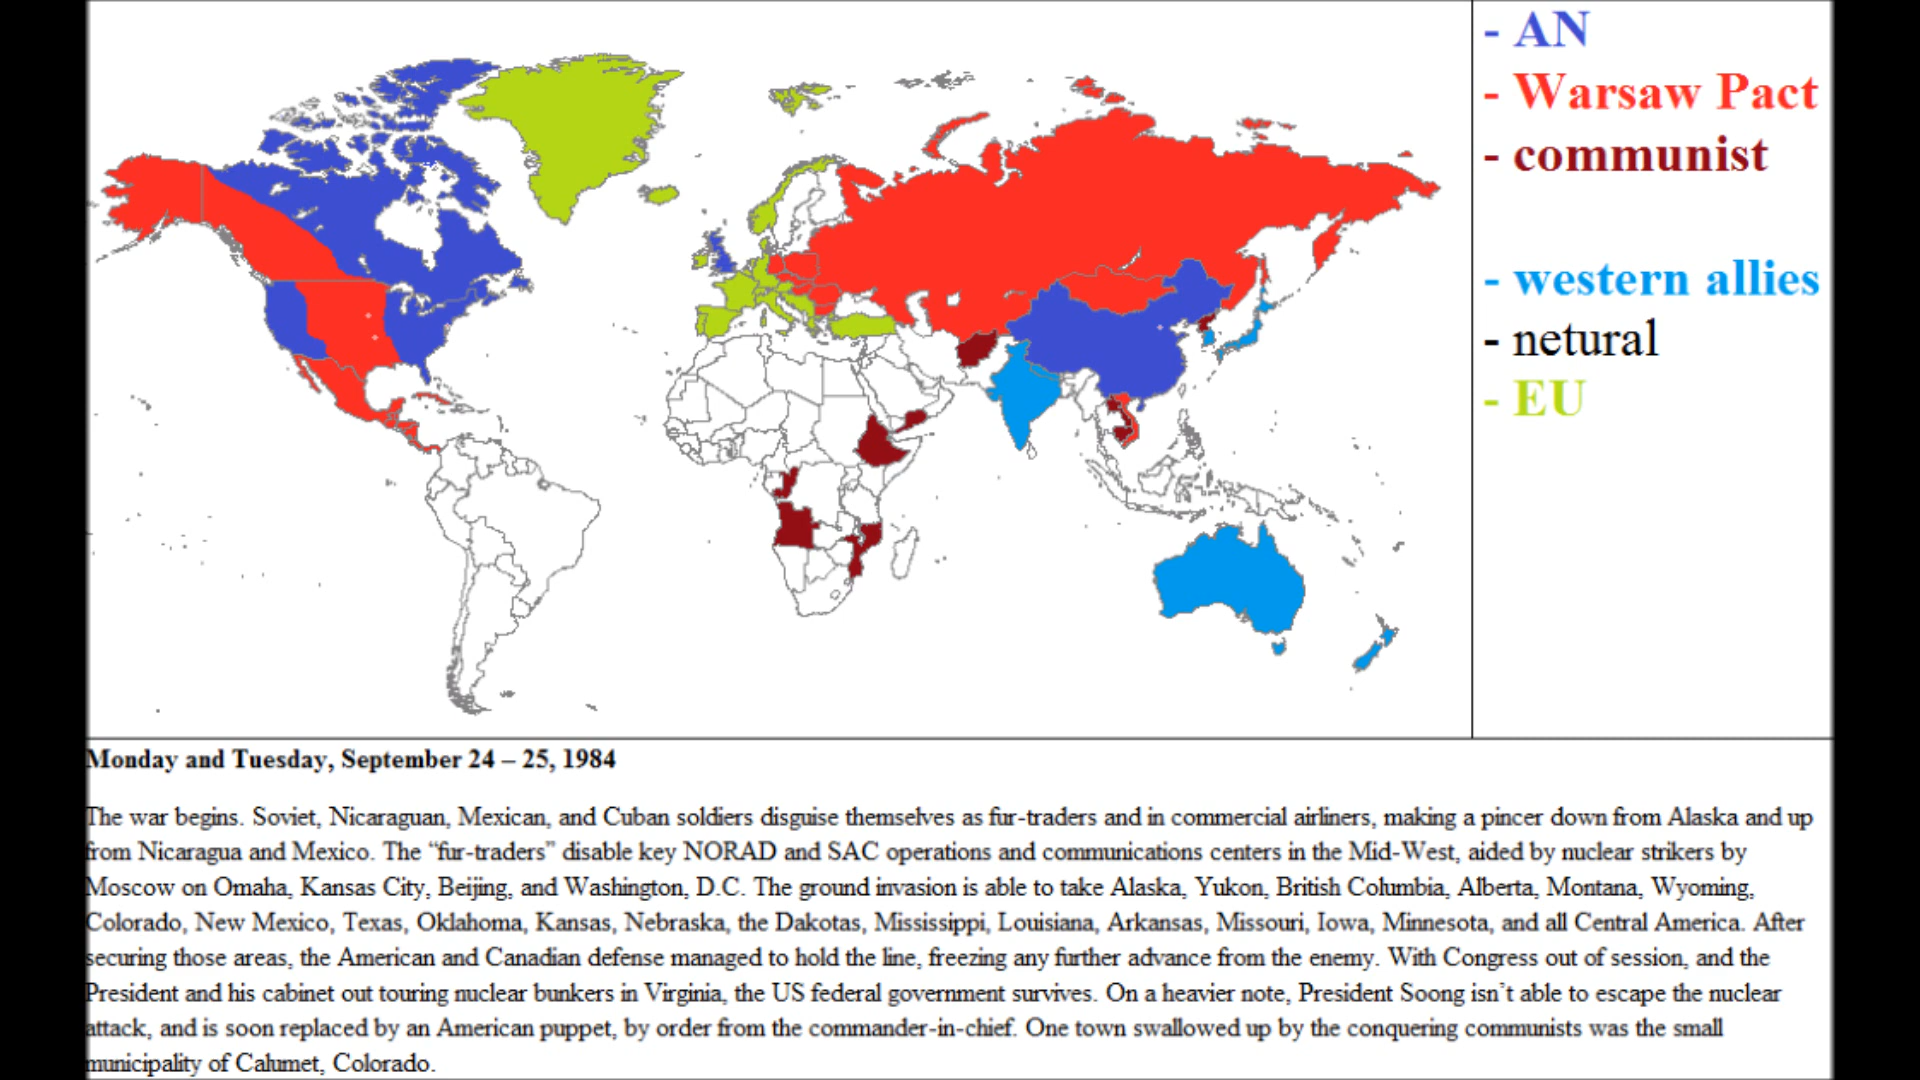 - AN
- Warsaw Pact
- communist
- western allies
- netural
- EU
Monday and Tuesday, September 24 – 25, 1984
The war begins. Soviet, Nicaraguan, Mexican, and Cuban soldiers disguise themselves as fur-traders and in commercial airliners, making a pincer down from Alaska and up
from Nicaragua and Mexico. The “fur-traders” disable key NORAD and SAC operations and communications centers in the Mid-West, aided by nuclear strikers by
Moscow on Omaha, Kansas City, Beijing, and Washington, D.C. The ground invasion is able to take Alaska, Yukon, British Columbia, Alberta, Montana, Wyoming,
Colorado, New Mexico, Texas, Oklahoma, Kansas, Nebraska, the Dakotas, Mississippi, Louisiana, Arkansas, Missouri, Iowa, Minnesota, and all Central America. After
securing those areas, the American and Canadian defense managed to hold the line, freezing any further advance from the enemy. With Congress out of session, and the
President and his cabinet out touring nuclear bunkers in Virginia, the US federal government survives. On a heavier note, President Soong isn’t able to escape the nuclear
attack, and is soon replaced by an American puppet, by order from the commander-in-chief. One town swallowed up by the conquering communists was the small
municipality of Calumet, Colorado.